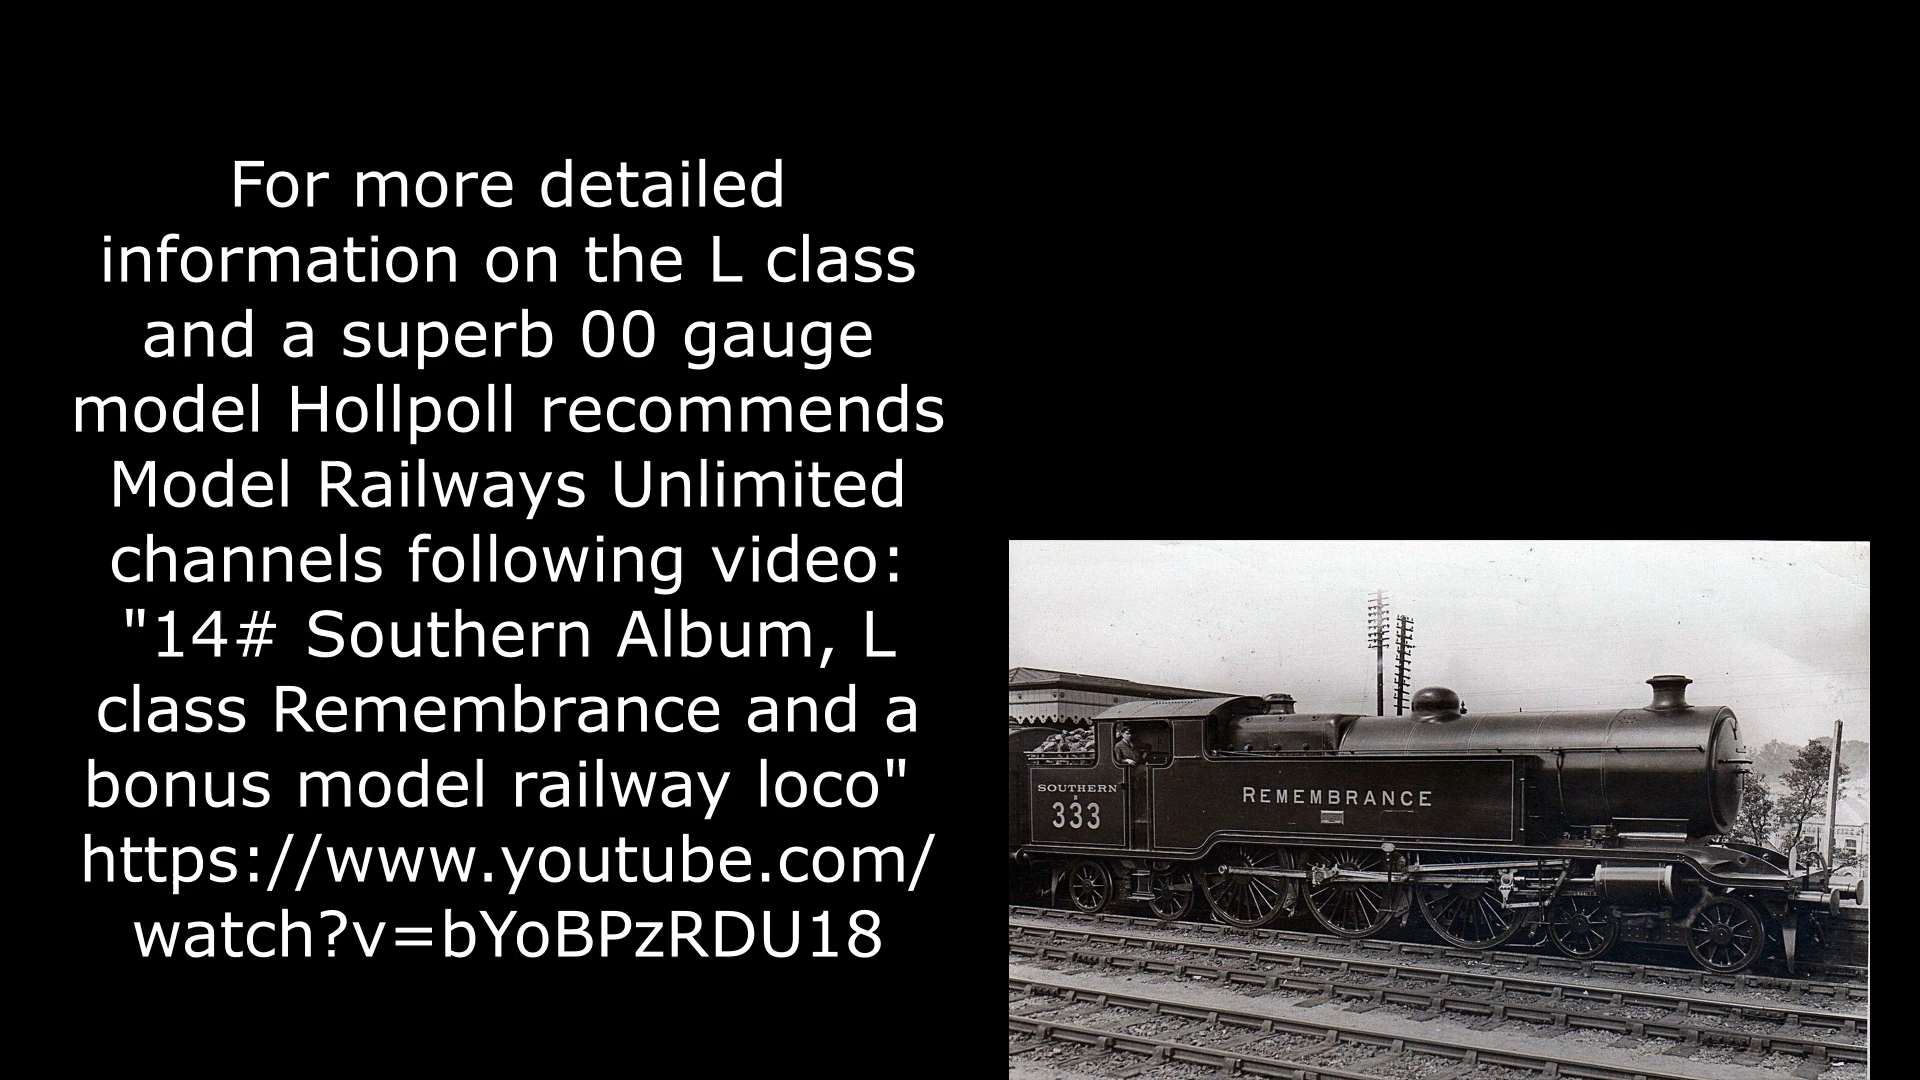 For more detailed
information on the L class
and a superb 00 gauge
model Hollpoll recommends
Model Railways Unlimited
channels following video:
"14# Southern Album, L
class Remembrance and a
bonus model railway loco"
https://www.youtube.com/
watch?v=bYoBPzRDU18
SOUTHERN
333
REMEMBRANCE